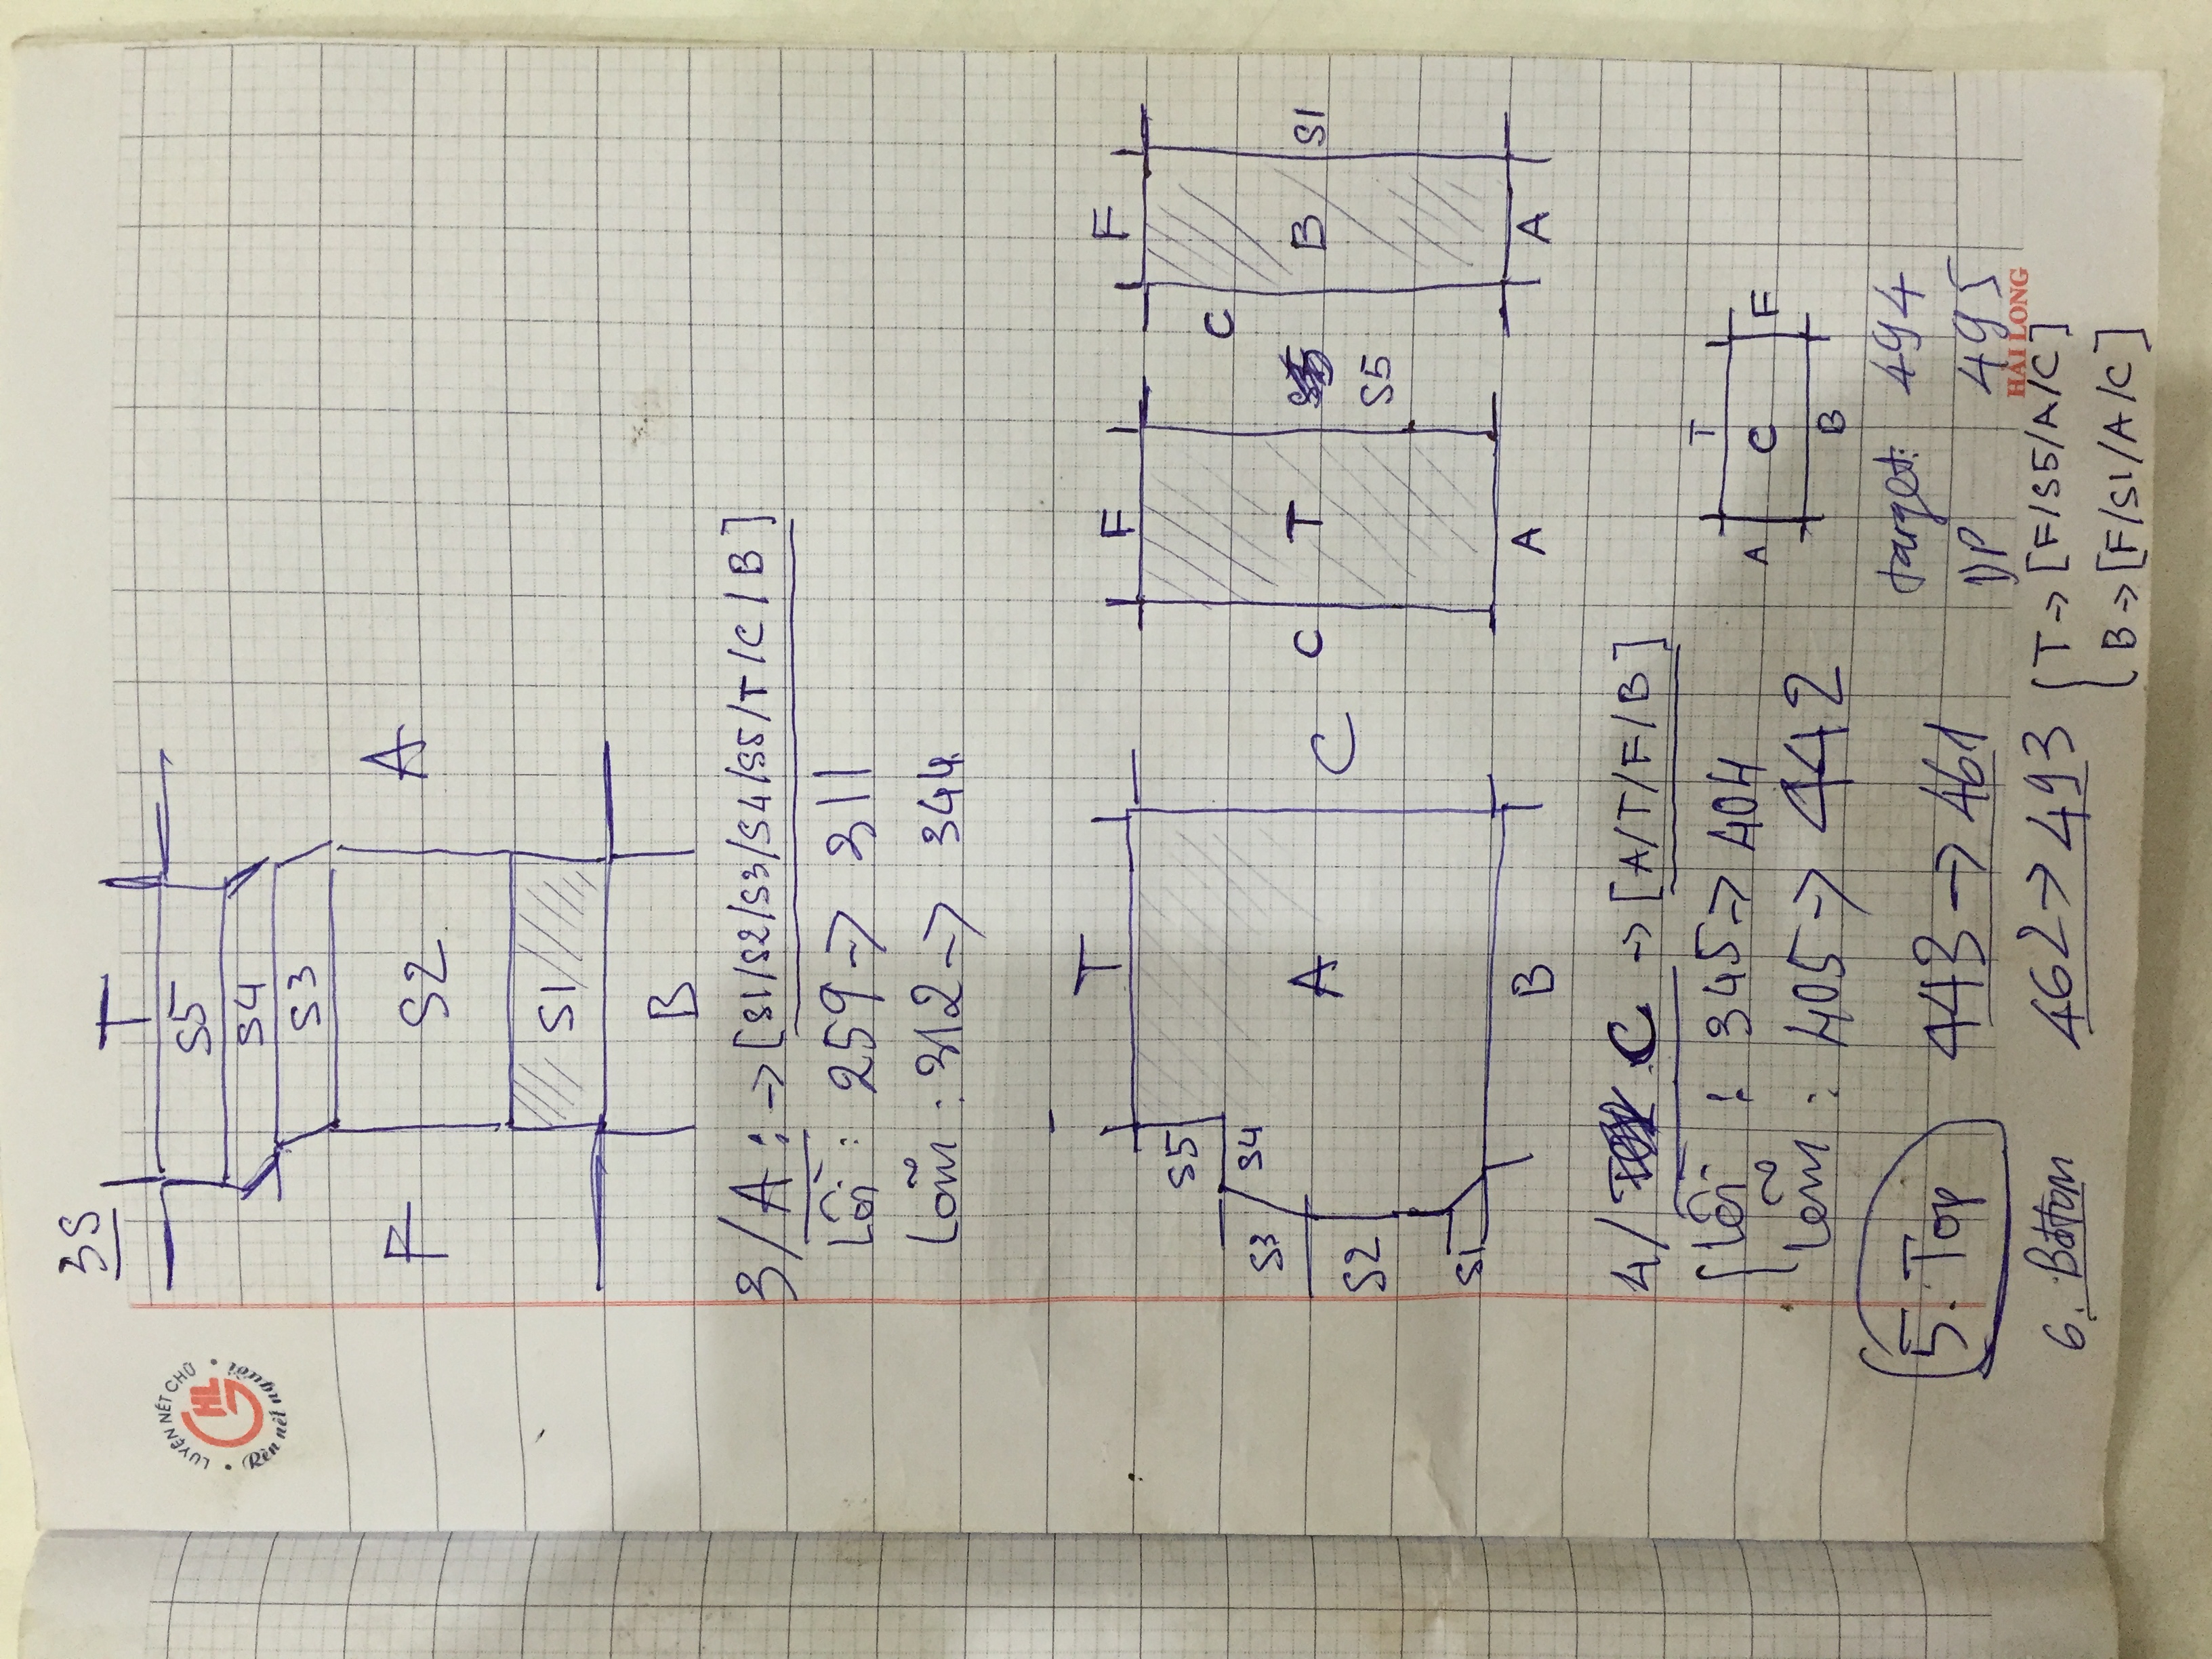 3S
T
S5
LUYỆN NÉT CHỮ
GHL
Rèn nết người
S4
S3
F
A
S2
S1
B
3/A: → [S1/S2/S3/S4/S5/T/C/B]
Lồi : 259 → 311
Lõm : 312 → 344
T
S5
S3
S4
S2
S1
A
C
B
F
C
T
S5
A
F
C
B
S1
A
4/ C → [A/T/F/B]
Lồi : 345 → 404
Lõm : 405 → 442
T
A
C
F
B
5. Top 443 → 461
target: 494
DP 495
HẢI LONG
6. Bottom 462 → 493
T → [F/S5/A/C]
B → [F/S1/A/C]